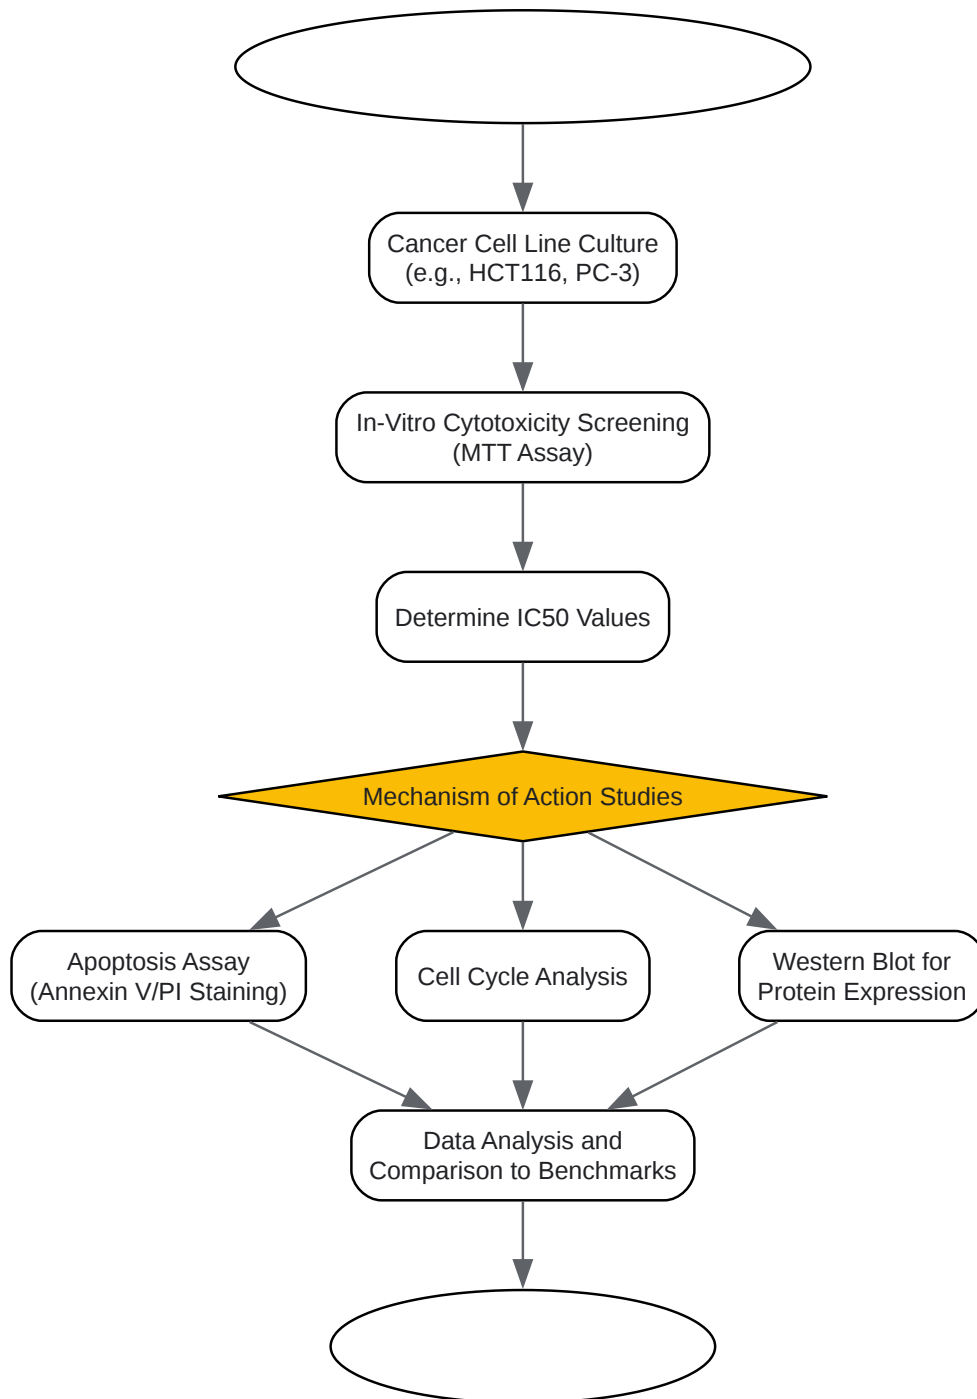 Cancer Cell Line Culture
(e.g., HCT116, PC-3)
In-Vitro Cytotoxicity Screening
(MTT Assay)
Determine IC50 Values
Mechanism of Action Studies
Apoptosis Assay
(Annexin V/PI Staining)
Cell Cycle Analysis
Western Blot for
Protein Expression
Data Analysis and
Comparison to Benchmarks